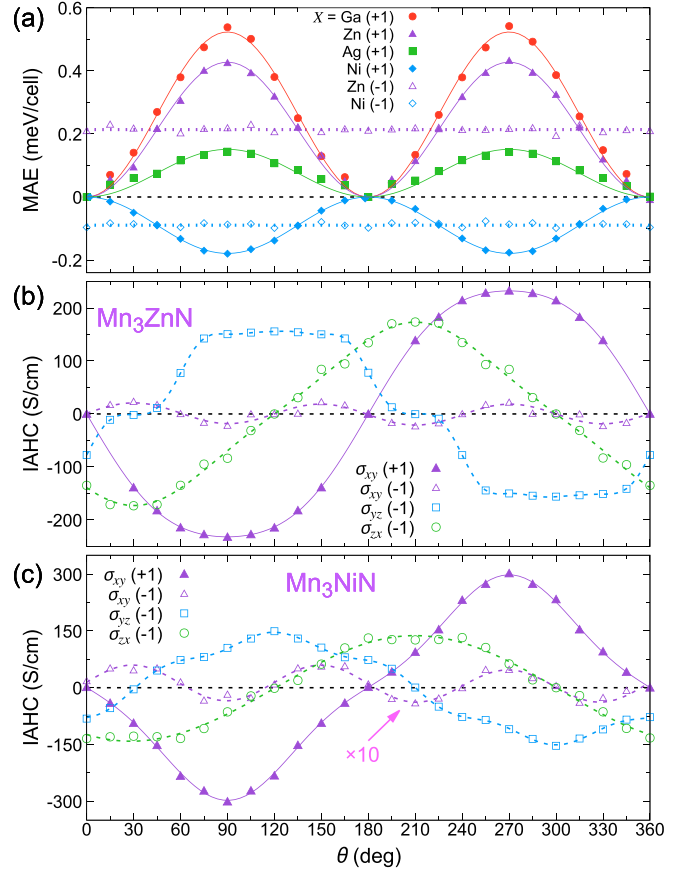 (a)
X = Ga (+1)
Zn (+1)
Ag (+1)
Ni (+1)
Zn (-1)
Ni (-1)
MAE (meV/cell)
0.6
0.4
0.2
0
-0.2
(b)
Mn3ZnN
IAHC (S/cm)
200
100
0
-100
-200
σxy (+1)
σxy (-1)
σyz (-1)
σzx (-1)
(c)
Mn3NiN
σxy (+1)
σxy (-1)
σyz (-1)
σzx (-1)
IAHC (S/cm)
300
150
0
-150
-300
×10
0 30 60 90 120 150 180 210 240 270 300 330 360
θ (deg)